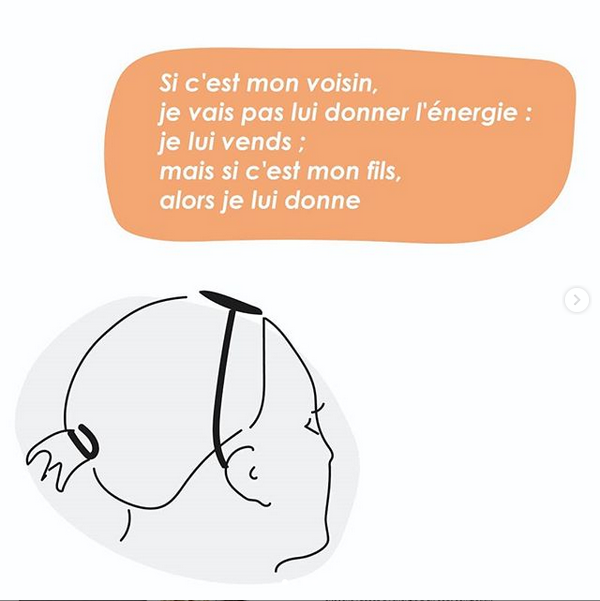 Si c'est mon voisin,
je vais pas lui donner l'énergie :
je lui vends ;
mais si c'est mon fils,
alors je lui donne